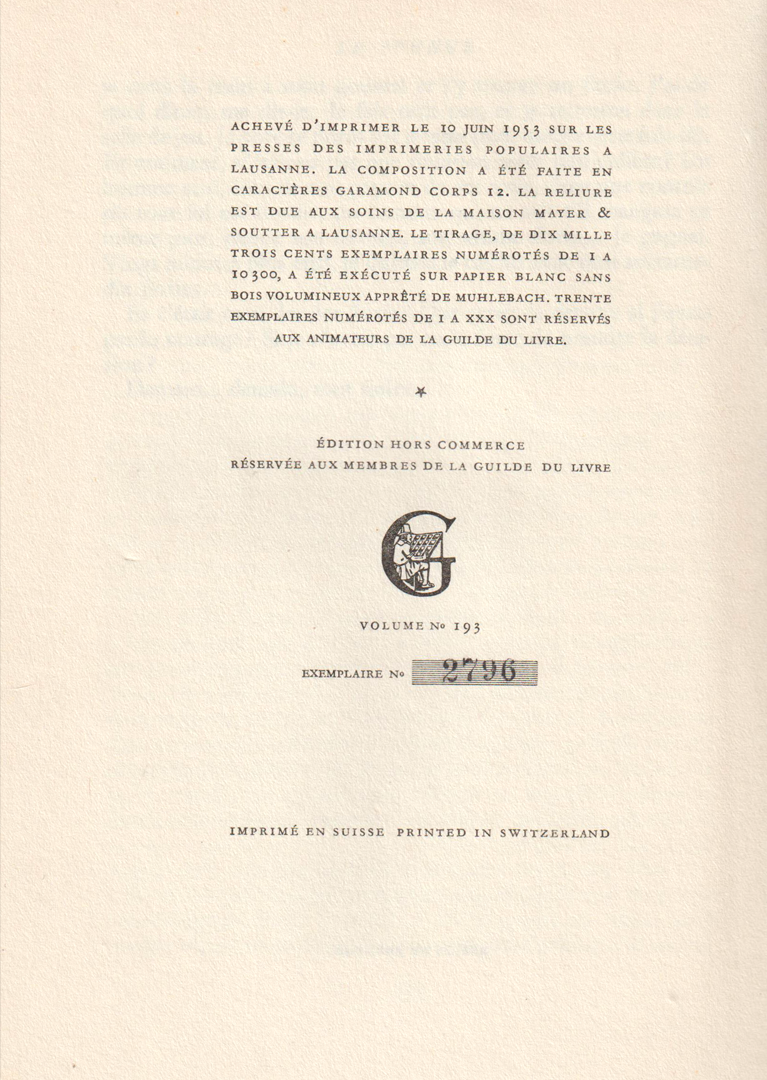 ACHEVÉ D'IMPRIMER LE 10 JUIN 1953 SUR LES
PRESSES DES IMPRIMERIES POPULAIRES A
LAUSANNE. LA COMPOSITION A ÉTÉ FAITE EN
CARACTÈRES GARAMOND CORPS 12. LA RELIURE
EST DUE AUX SOINS DE LA MAISON MAYER &
SOUTTER A LAUSANNE. LE TIRAGE, DE DIX MILLE
TROIS CENTS EXEMPLAIRES NUMÉROTÉS DE 1 A
10300, A ÉTÉ EXÉCUTÉ SUR PAPIER BLANC SANS
BOIS VOLUMINEUX APPRÊTÉ DE MUHLEBACH. TRENTE
EXEMPLAIRES NUMÉROTÉS DE I A XXX SONT RÉSERVÉS
AUX ANIMATEURS DE LA GUILDE DU LIVRE.
ÉDITION HORS COMMERCE
RÉSERVÉE AUX MEMBRES DE LA GUILDE DU LIVRE
G
VOLUME Nº 193
EXEMPLAIRE Nº 2796
IMPRIMÉ EN SUISSE PRINTED IN SWITZERLAND